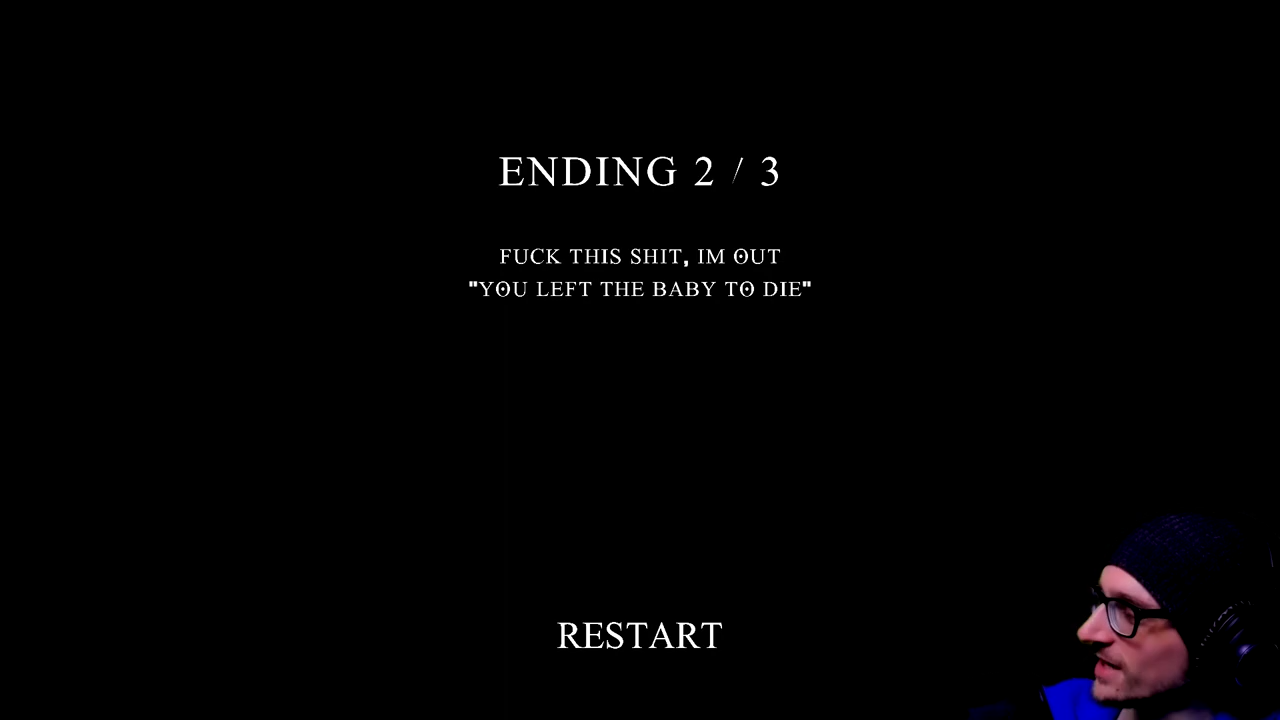 ENDING 2 / 3
FUCK THIS SHIT, IM OUT
"YOU LEFT THE BABY TO DIE"
RESTART